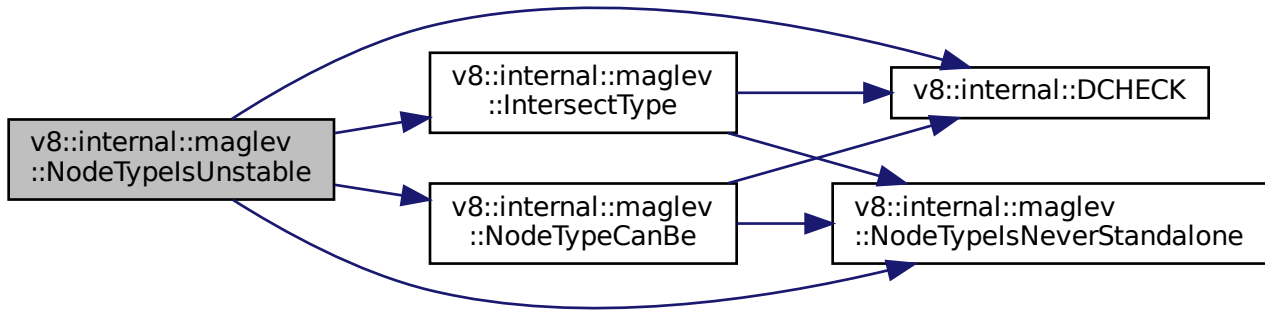 v8::internal::maglev
::NodeTypeIsUnstable
v8::internal::maglev
::IntersectType
v8::internal::maglev
::NodeTypeCanBe
v8::internal::DCHECK
v8::internal::maglev
::NodeTypeIsNeverStandalone